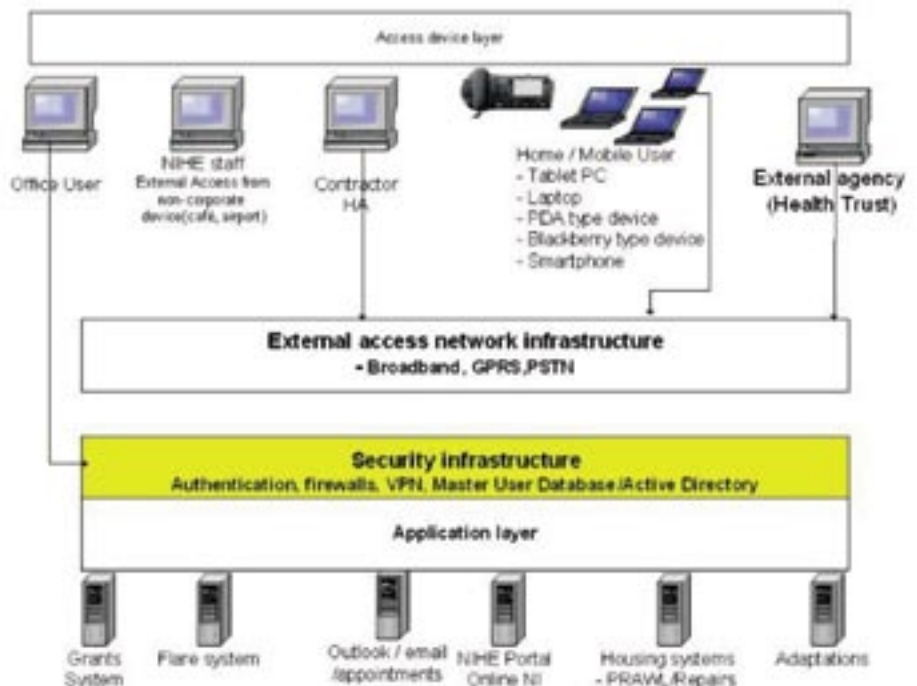 Access device layer
Office User
NIHE staff
External Access from
non-corporate
device(café, airport)
Contractor
HA
Home / Mobile User
- Tablet PC
- Laptop
- PDA type device
- Blackberry type device
- Smartphone
External agency
(Health Trust)
External access network infrastructure
- Broadband, GPRS,PSTN
Security infrastructure
Authentication, firewalls, VPN, Master User Database/Active Directory
Application layer
Grants
System
Flare system
Outlook / email
/appointments
NIHE Portal
Online NI
Housing systems
- PRAWL/Repairs
Adaptations